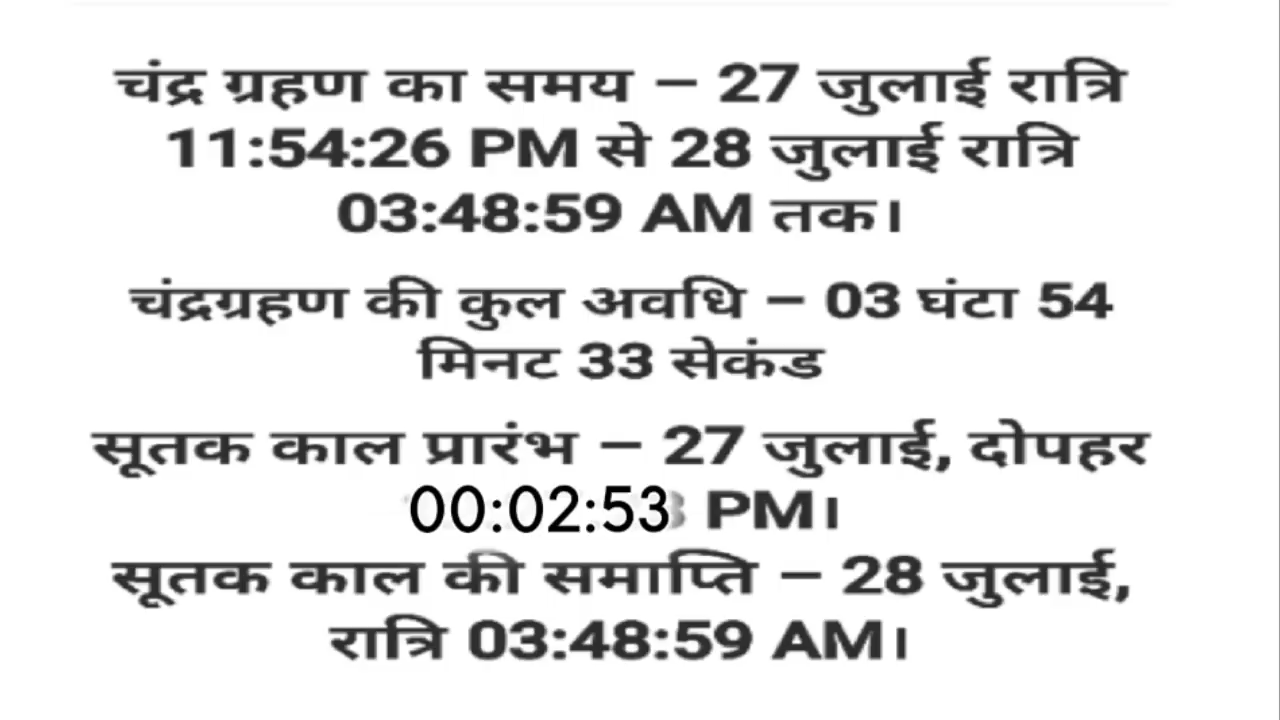 चंद्र ग्रहण का समय – 27 जुलाई रात्रि
11:54:26 PM से 28 जुलाई रात्रि
03:48:59 AM तक।
चंद्रग्रहण की कुल अवधि – 03 घंटा 54
मिनट 33 सेकंड
सूतक काल प्रारंभ – 27 जुलाई, दोपहर
00:02:53 PM।
सूतक काल की समाप्ति – 28 जुलाई,
रात्रि 03:48:59 AM।